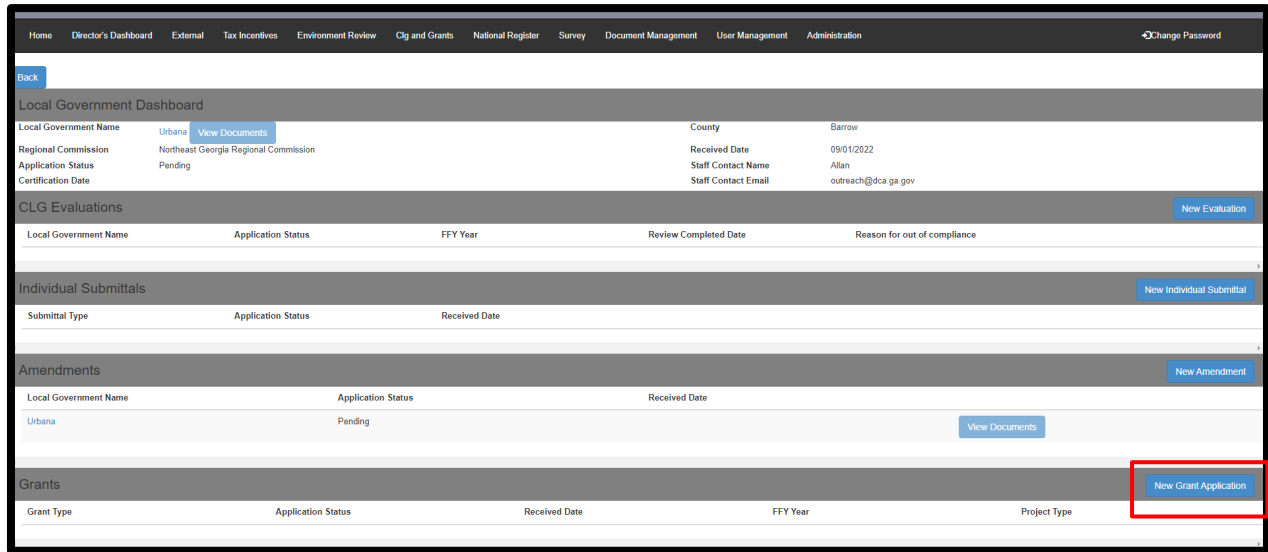 Home Director's Dashboard External Tax Incentives Environment Review Clg and Grants National Register Survey Document Management User Management Administration Change Password
Back
Local Government Dashboard
Local Government Name Urbana View Documents County Barrow
Regional Commission Northeast Georgia Regional Commission Received Date 09/01/2022
Application Status Pending Staff Contact Name Allan
Certification Date Staff Contact Email outreach@dca.ga.gov
CLG Evaluations New Evaluation
Local Government Name Application Status FFY Year Review Completed Date Reason for out of compliance
Individual Submittals New Individual Submittal
Submittal Type Application Status Received Date
Amendments New Amendment
Local Government Name Application Status Received Date
Urbana Pending View Documents
Grants New Grant Application
Grant Type Application Status Received Date FFY Year Project Type